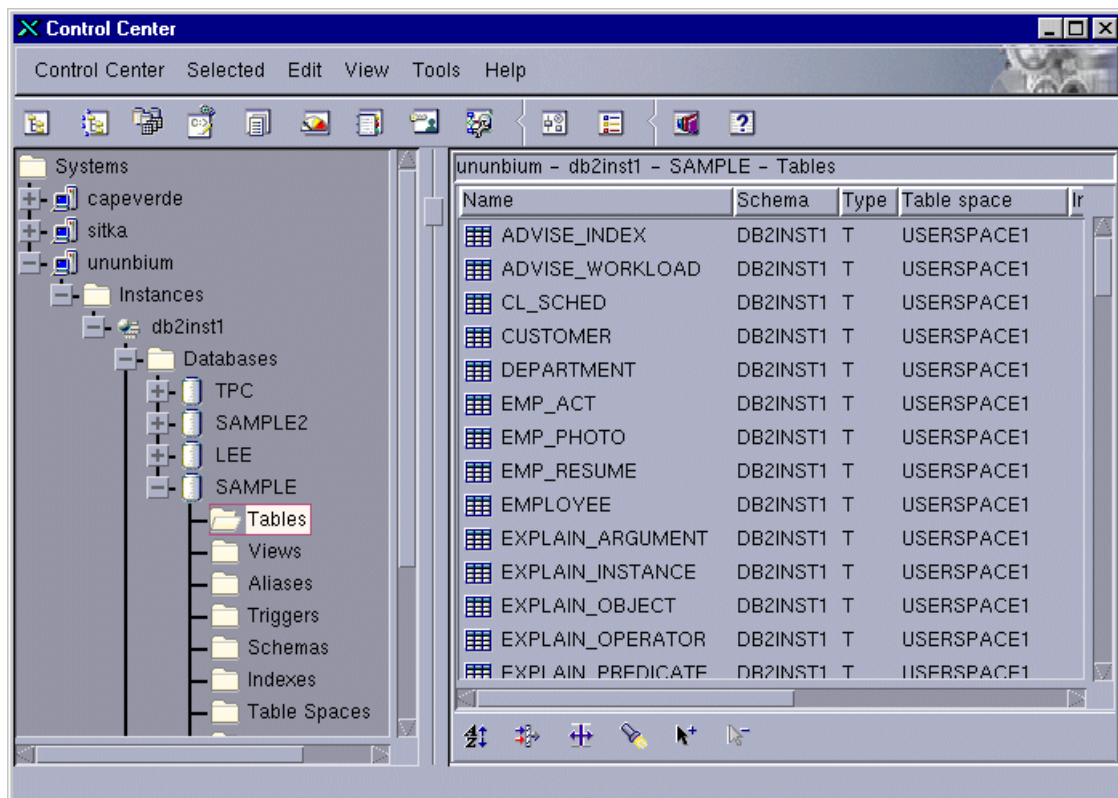 Control Center
Control Center Selected Edit View Tools Help
Systems
capeverde
sitka
ununbium
Instances
db2inst1
Databases
TPC
SAMPLE2
LEE
SAMPLE
Tables
Views
Aliases
Triggers
Schemas
Indexes
Table Spaces
ununbium – db2inst1 – SAMPLE – Tables
Name Schema Type Table space
ADVISE_INDEX DB2INST1 T USERSPACE1
ADVISE_WORKLOAD DB2INST1 T USERSPACE1
CL_SCHED DB2INST1 T USERSPACE1
CUSTOMER DB2INST1 T USERSPACE1
DEPARTMENT DB2INST1 T USERSPACE1
EMP_ACT DB2INST1 T USERSPACE1
EMP_PHOTO DB2INST1 T USERSPACE1
EMP_RESUME DB2INST1 T USERSPACE1
EMPLOYEE DB2INST1 T USERSPACE1
EXPLAIN_ARGUMENT DB2INST1 T USERSPACE1
EXPLAIN_INSTANCE DB2INST1 T USERSPACE1
EXPLAIN_OBJECT DB2INST1 T USERSPACE1
EXPLAIN_OPERATOR DB2INST1 T USERSPACE1
EXPLAIN_PREDICATE DB2INST1 T USERSPACE1